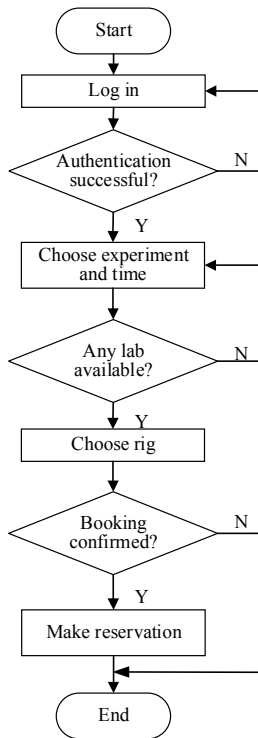 Start
Log in
Authentication
successful?
N
Y
Choose experiment
and time
Any lab
available?
N
Y
Choose rig
Booking
confirmed?
N
Y
Make reservation
End